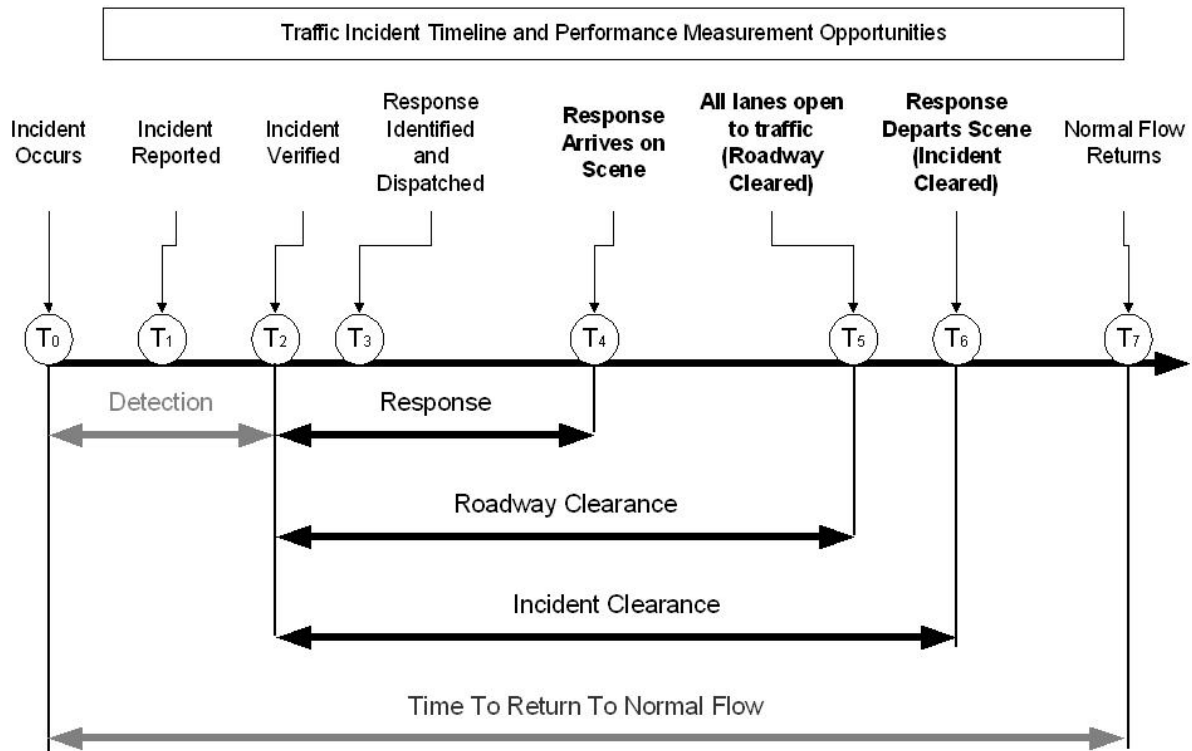 Traffic Incident Timeline and Performance Measurement Opportunities
Incident
Occurs
Incident
Reported
Incident
Verified
Response
Identified
and
Dispatched
Response
Arrives on
Scene
All lanes open
to traffic
(Roadway
Cleared)
Response
Departs Scene
(Incident
Cleared)
Normal Flow
Returns
T0
T1
T2
T3
T4
T5
T6
T7
Detection
Response
Roadway Clearance
Incident Clearance
Time To Return To Normal Flow